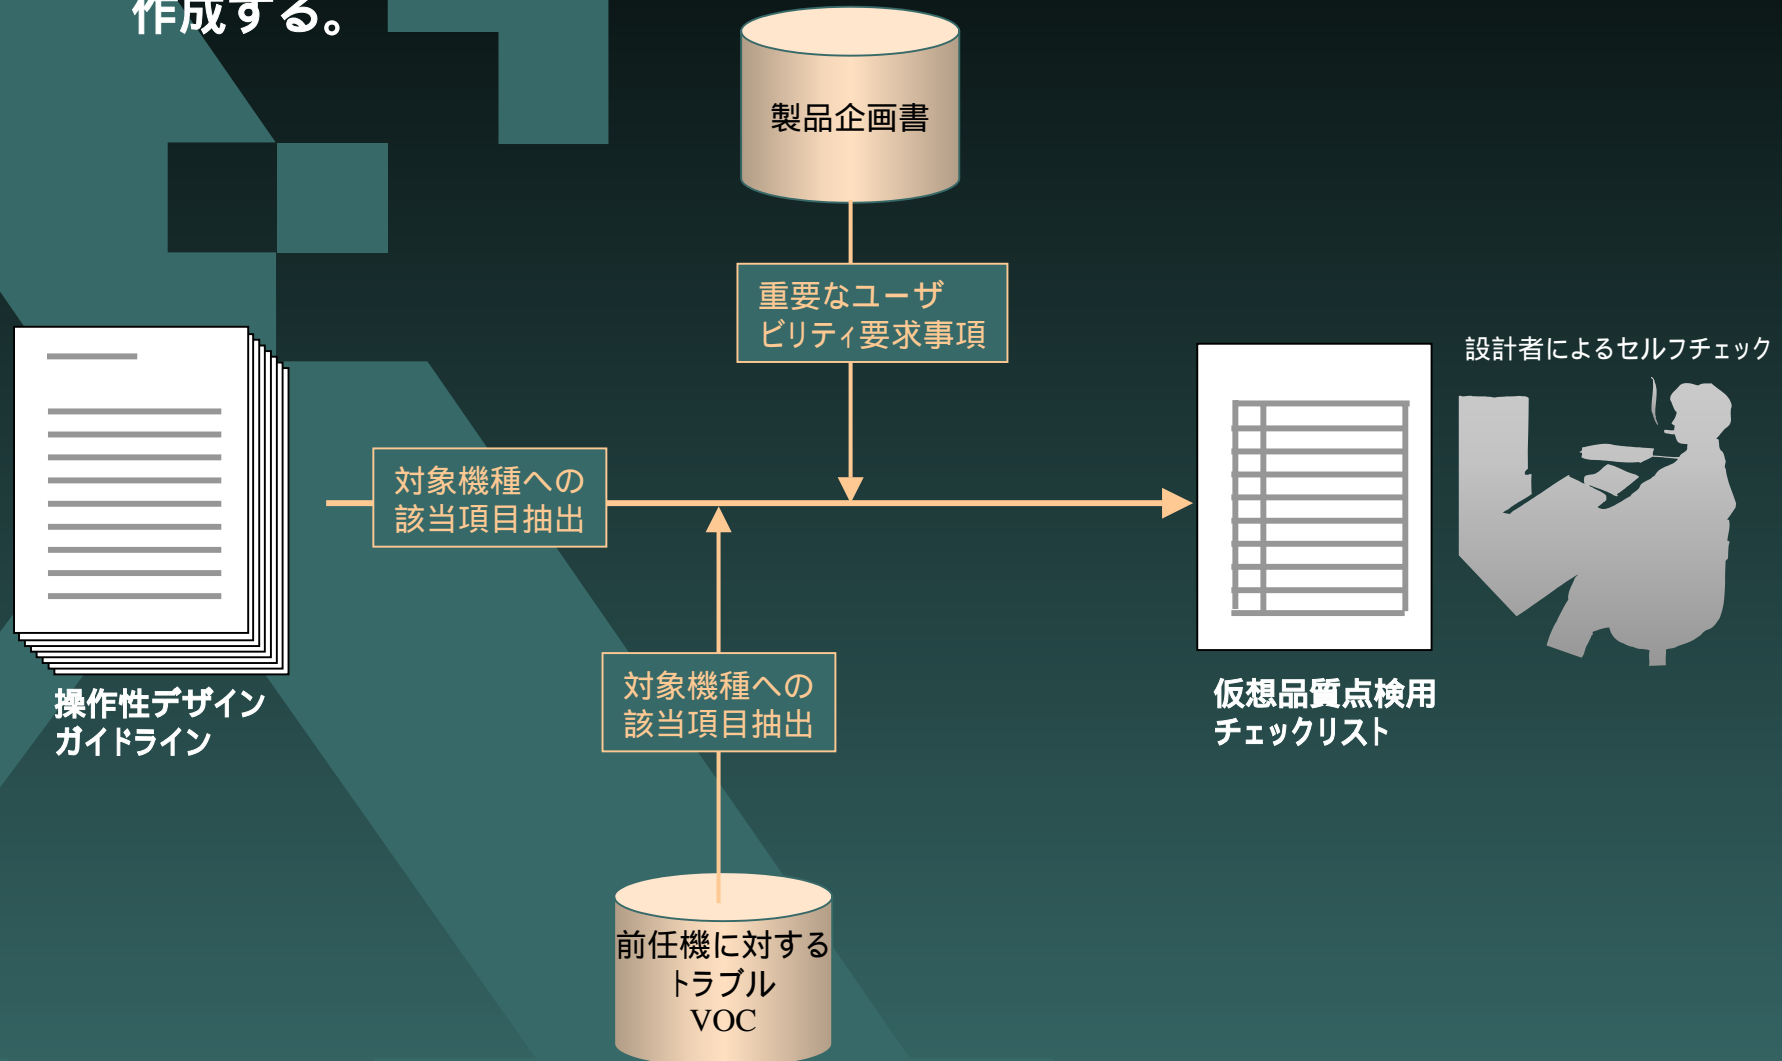 作成する。
製品企画書
重要なユーザ
ビリティ要求事項
設計者によるセルフチェック
対象機種への
該当項目抽出
対象機種への
該当項目抽出
操作性デザイン
ガイドライン
仮想品質点検用
チェックリスト
前任機に対する
トラブル
VOC